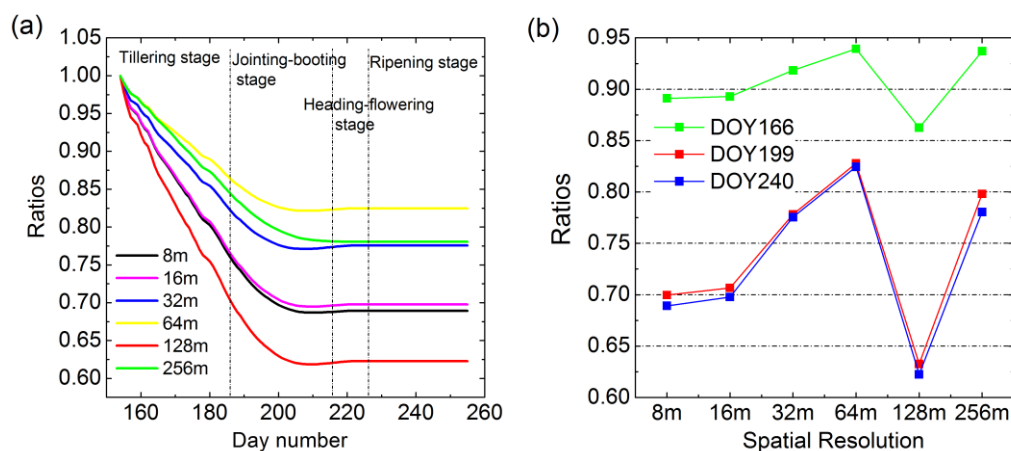 (a)
1.05
1.00
0.95
0.90
0.85
0.80
0.75
0.70
0.65
0.60
Ratios
Tillering stage
Jointing-booting
stage
Heading-flowering
stage
Ripening stage
8m
16m
32m
64m
128m
256m
160 180 200 220 240 260
Day number
(b)
0.95
0.90
0.85
0.80
0.75
0.70
0.65
0.60
Ratios
DOY166
DOY199
DOY240
8m 16m 32m 64m 128m 256m
Spatial Resolution